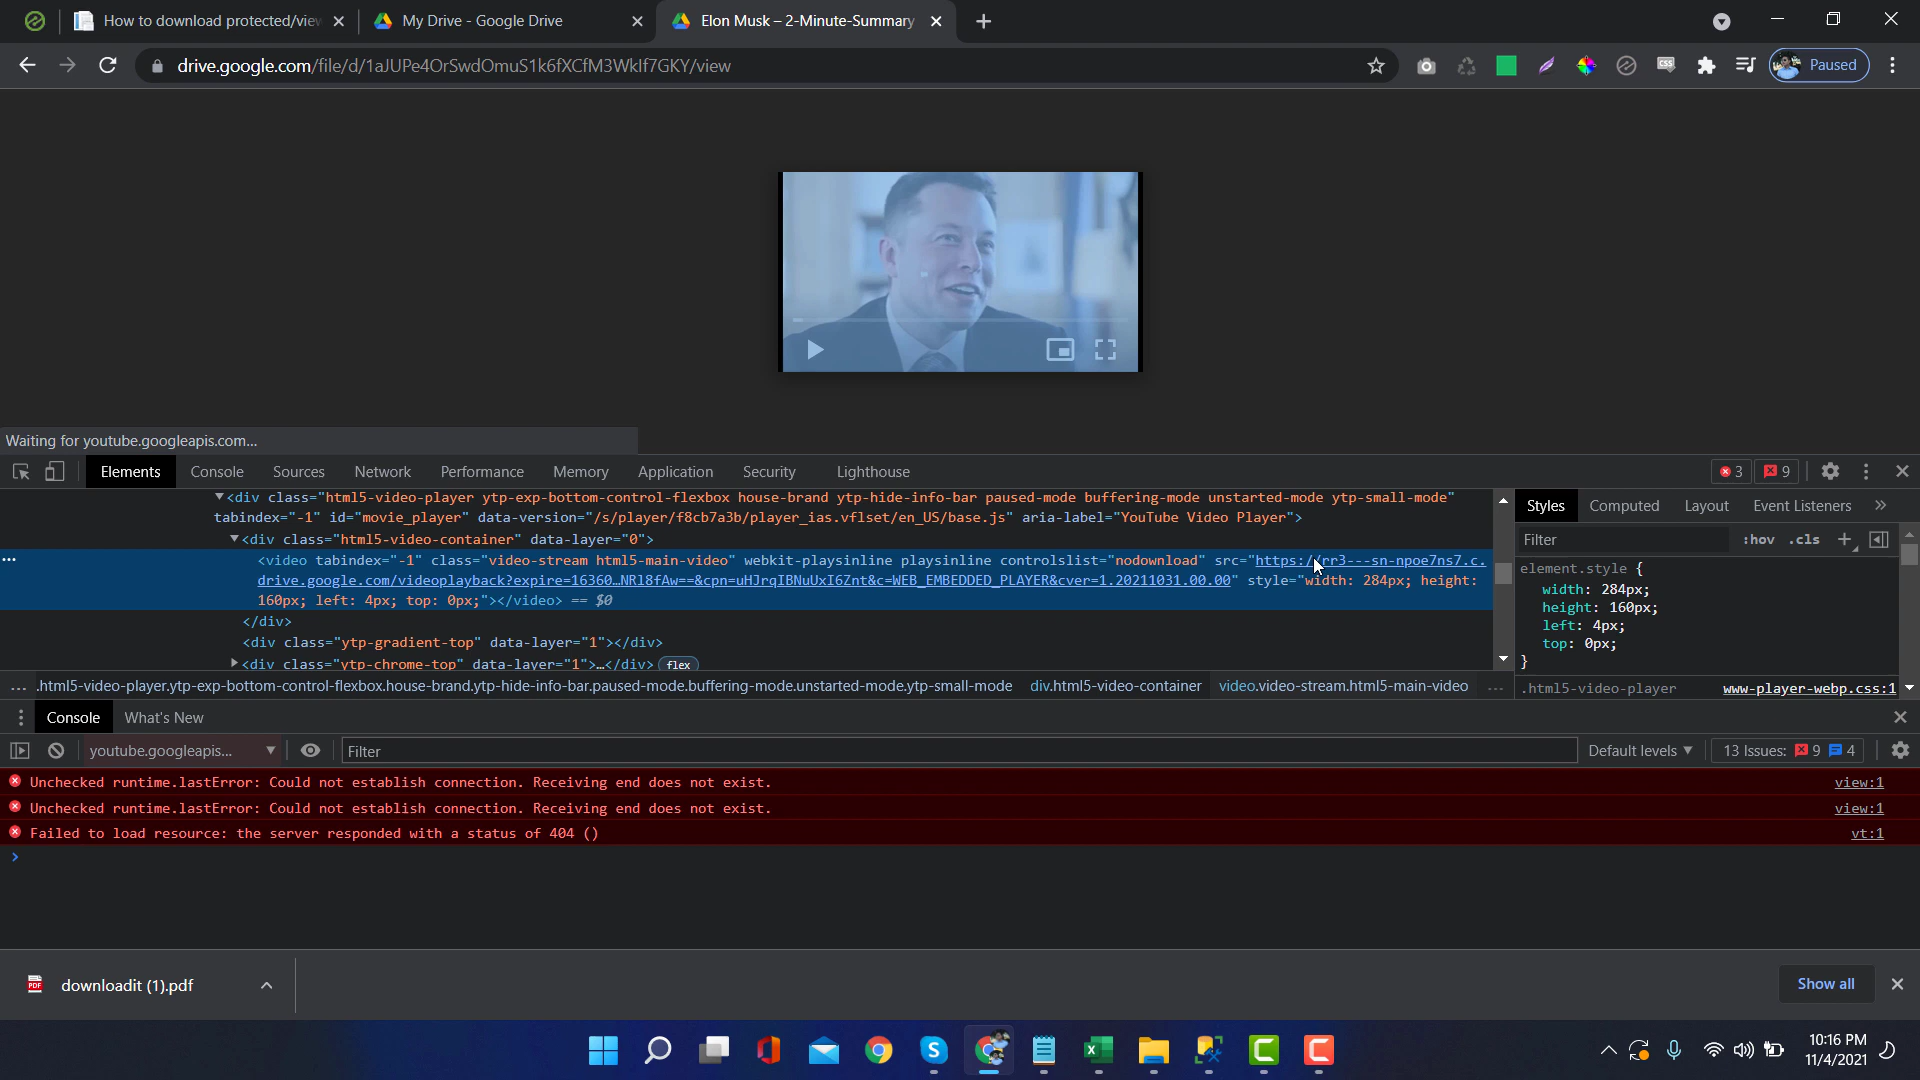 How to download protected/view
My Drive - Google Drive
Elon Musk – 2-Minute-Summary
drive.google.com/file/d/1aJUPe4OrSwdOmuS1k6fXCfM3WkIf7GKY/view
Paused
Waiting for youtube.googleapis.com...
Elements Console Sources Network Performance Memory Application Security Lighthouse 3 9
<div class="html5-video-player ytp-exp-bottom-control-flexbox house-brand ytp-hide-info-bar paused-mode buffering-mode unstarted-mode ytp-small-mode"
tabindex="-1" id="movie_player" data-version="/s/player/f8cb7a3b/player_ias.vflset/en_US/base.js" aria-label="YouTube Video Player">
<div class="html5-video-container" data-layer="0">
<video tabindex="-1" class="video-stream html5-main-video" webkit-playsinline playsinline controlslist="nodownload" src="https://rr3---sn-npoe7ns7.c.
drive.google.com/videoplayback?expire=16360…NRl8fAw==&cpn=uHJrqIBNuUxI6Znt&c=WEB_EMBEDDED_PLAYER&cver=1.20211031.00.00" style="width: 284px; height:
160px; left: 4px; top: 0px;"></video> == $0
</div>
<div class="ytp-gradient-top" data-layer="1"></div>
<div class="ytp-chrome-top" data-layer="1">…</div> flex
... .html5-video-player.ytp-exp-bottom-control-flexbox.house-brand.ytp-hide-info-bar.paused-mode.buffering-mode.unstarted-mode.ytp-small-mode div.html5-video-container video.video-stream.html5-main-video ...
Styles Computed Layout Event Listeners »
Filter :hov .cls +
element.style {
width: 284px;
height: 160px;
left: 4px;
top: 0px;
}
.html5-video-player www-player-webp.css:1
Console What's New
youtube.googleapis... Filter Default levels 13 Issues: 9 4
Unchecked runtime.lastError: Could not establish connection. Receiving end does not exist. view:1
Unchecked runtime.lastError: Could not establish connection. Receiving end does not exist. view:1
Failed to load resource: the server responded with a status of 404 () vt:1
downloadit (1).pdf
Show all
10:16 PM
11/4/2021